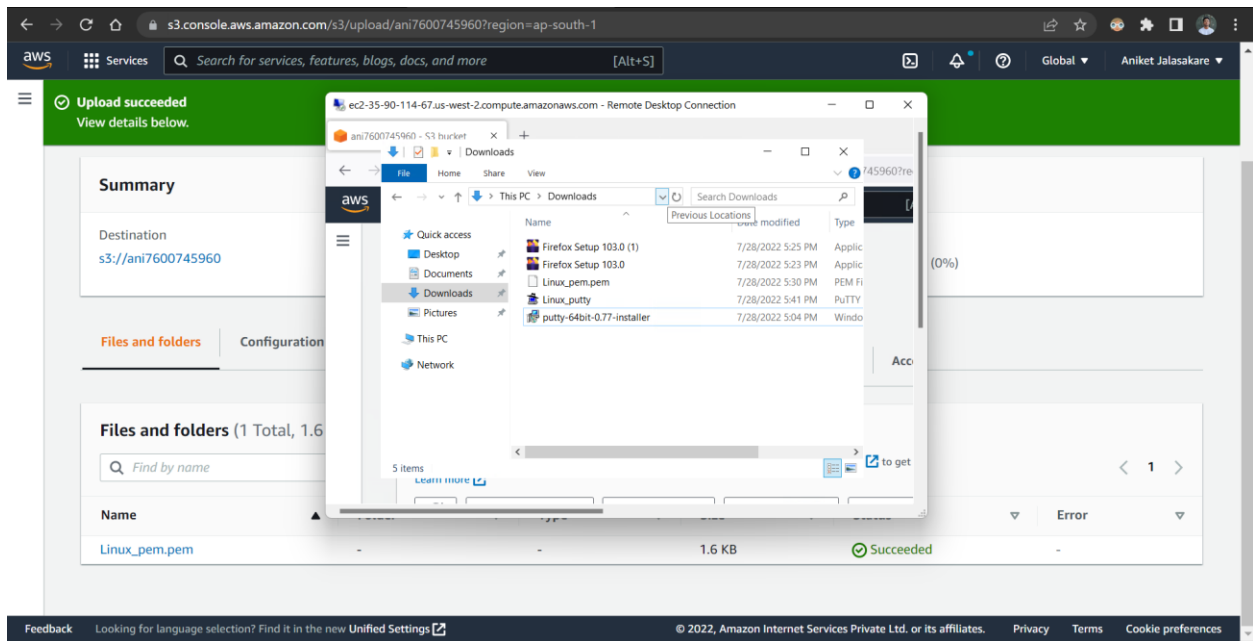 s3.console.aws.amazon.com/s3/upload/ani7600745960?region=ap-south-1
aws
Services
Search for services, features, blogs, docs, and more
[Alt+S]
Global ▼
Aniket Jalasakare ▼
Upload succeeded
View details below.
Summary
Destination
s3://ani7600745960
(0%)
Files and folders
Configuration
Acc
Files and folders (1 Total, 1.6
Find by name
1
Name
Error
Linux_pem.pem
-
-
1.6 KB
Succeeded
-
ec2-35-90-114-67.us-west-2.compute.amazonaws.com - Remote Desktop Connection
ani7600745960 - S3 bucket
745960?re
aws
Downloads
File
Home
Share
View
This PC > Downloads
Search Downloads
Previous Locations
Name
modified
Type
Quick access
Desktop
Documents
Downloads
Pictures
This PC
Network
Firefox Setup 103.0 (1)
7/28/2022 5:25 PM
Applic
Firefox Setup 103.0
7/28/2022 5:23 PM
Applic
Linux_pem.pem
7/28/2022 5:30 PM
PEM Fi
Linux_putty
7/28/2022 5:41 PM
PuTTY
putty-64bit-0.77-installer
7/28/2022 5:04 PM
Windo
5 items
Learn more
to get
Feedback
Looking for language selection? Find it in the new Unified Settings
© 2022, Amazon Internet Services Private Ltd. or its affiliates.
Privacy
Terms
Cookie preferences